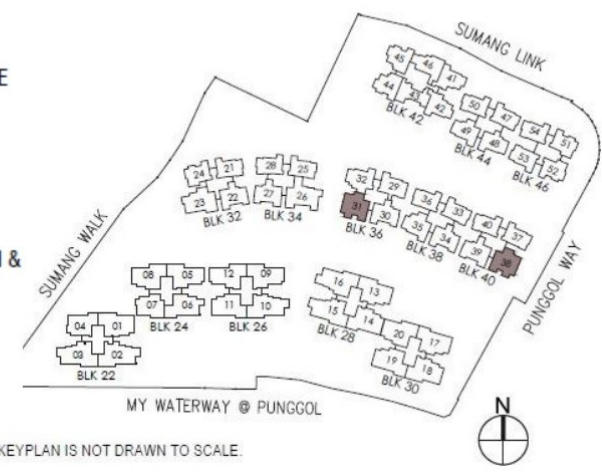 SUMANG LINK
E
45 46 41
44 43 42
BLK 42
50 47
49 48
BLK 44
54 51
53 52
BLK 46
24 21
23 22
BLK 32
28 25
27 26
BLK 34
32 29
31 30
BLK 36
36 33
35 34
BLK 38
40 37
39 38
BLK 40
SUMANG WALK
PUNGGOL WAY
&
08 05
07 06
BLK 24
12 09
11 10
BLK 26
16 13
15 14
BLK 28
04 01
03 02
BLK 22
20 17
19 18
BLK 30
MY WATERWAY @ PUNGGOL
N
KEYPLAN IS NOT DRAWN TO SCALE.